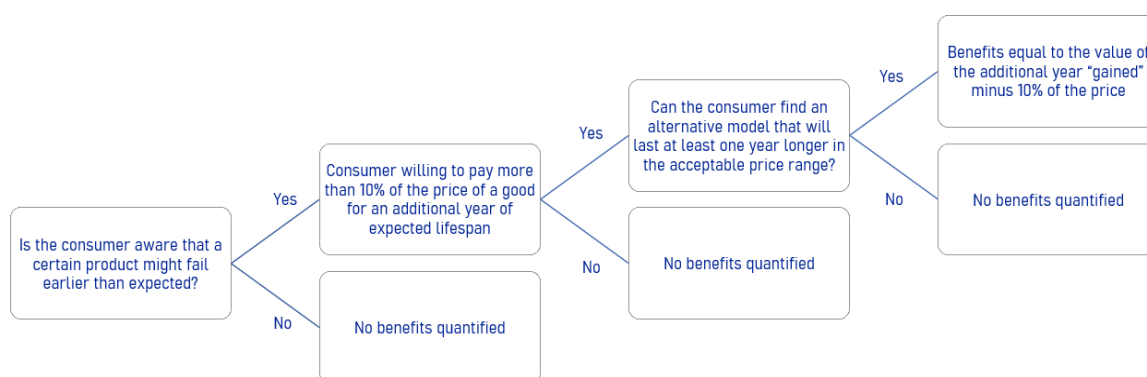 Is the consumer aware that a
certain product might fail
earlier than expected?
Yes
No
Consumer willing to pay more
than 10% of the price of a good
for an additional year of
expected lifespan
No benefits quantified
Yes
No
Can the consumer find an
alternative model that will
last at least one year longer in
the acceptable price range?
No benefits quantified
Yes
No
Benefits equal to the value of
the additional year “gained”
minus 10% of the price
No benefits quantified